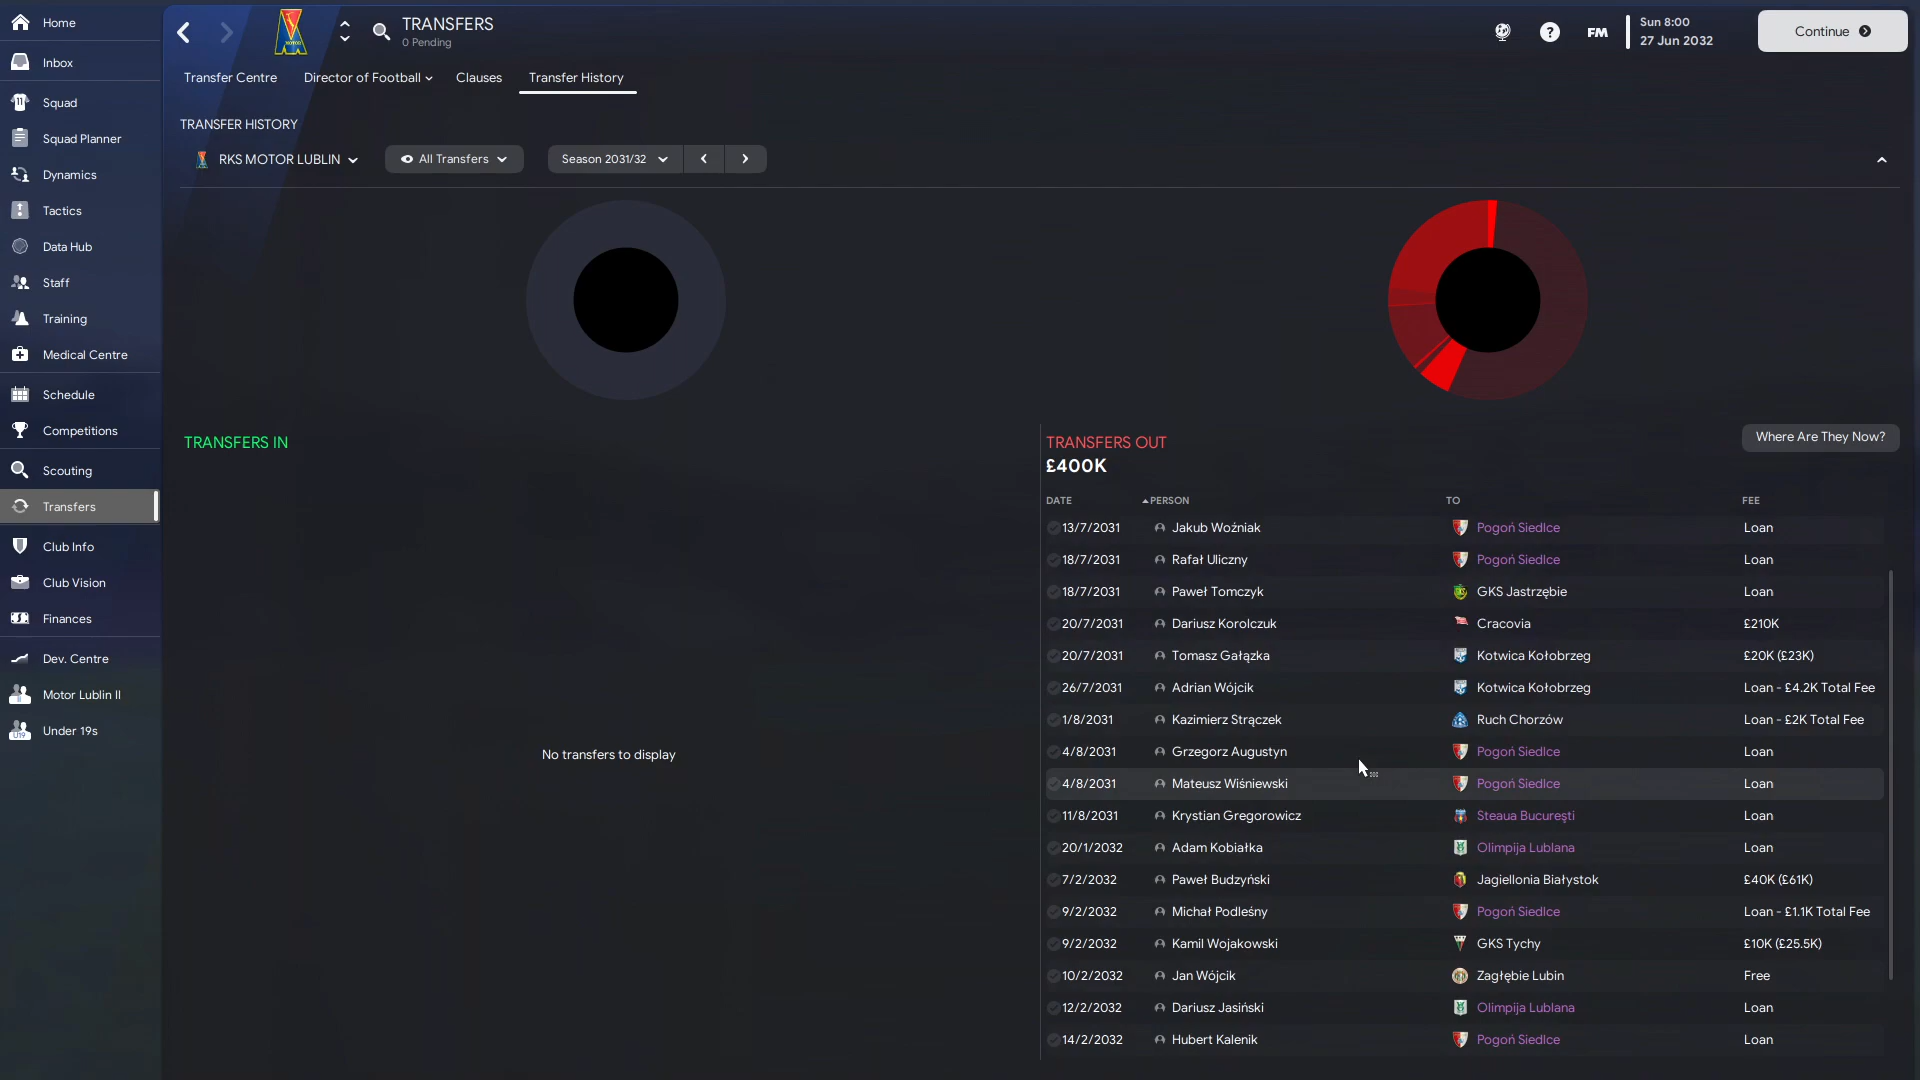 Home
Inbox
Squad
Squad Planner
Dynamics
Tactics
Data Hub
Staff
Training
Medical Centre
Schedule
Competitions
Scouting
Transfers
Club Info
Club Vision
Finances
Dev. Centre
Motor Lublin II
Under 19s
TRANSFERS
0 Pending
FM
Sun 8:00
27 Jun 2032
Continue
Transfer Centre
Director of Football
Clauses
Transfer History
TRANSFER HISTORY
RKS MOTOR LUBLIN
All Transfers
Season 2031/32
TRANSFERS IN
No transfers to display
TRANSFERS OUT
£400K
Where Are They Now?
DATE PERSON TO FEE
13/7/2031 Jakub Woźniak Pogoń Siedlce Loan
18/7/2031 Rafał Uliczny Pogoń Siedlce Loan
18/7/2031 Paweł Tomczyk GKS Jastrzębie Loan
20/7/2031 Dariusz Korolczuk Cracovia £210K
20/7/2031 Tomasz Gałązka Kotwica Kołobrzeg £20K (£23K)
26/7/2031 Adrian Wójcik Kotwica Kołobrzeg Loan - £4.2K Total Fee
1/8/2031 Kazimierz Strączek Ruch Chorzów Loan - £2K Total Fee
4/8/2031 Grzegorz Augustyn Pogoń Siedlce Loan
4/8/2031 Mateusz Wiśniewski Pogoń Siedlce Loan
11/8/2031 Krystian Gregorowicz Steaua București Loan
20/1/2032 Adam Kobiałka Olimpija Lublana Loan
7/2/2032 Paweł Budzyński Jagiellonia Białystok £40K (£61K)
9/2/2032 Michał Podleśny Pogoń Siedlce Loan - £1.1K Total Fee
9/2/2032 Kamil Wojakowski GKS Tychy £10K (£25.5K)
10/2/2032 Jan Wójcik Zagłębie Lubin Free
12/2/2032 Dariusz Jasiński Olimpija Lublana Loan
14/2/2032 Hubert Kalenik Pogoń Siedlce Loan